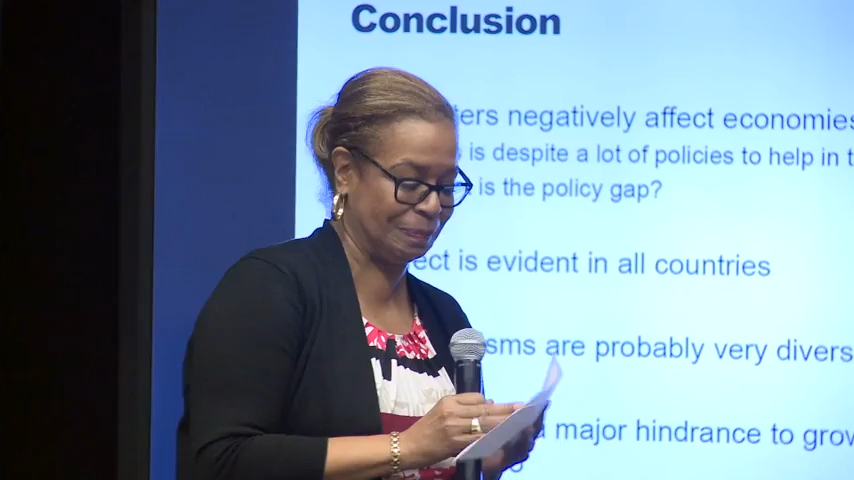 Conclusion
ters negatively affect economies
is despite a lot of policies to help in t
is the policy gap?
ect is evident in all countries
sms are probably very divers
major hindrance to grow